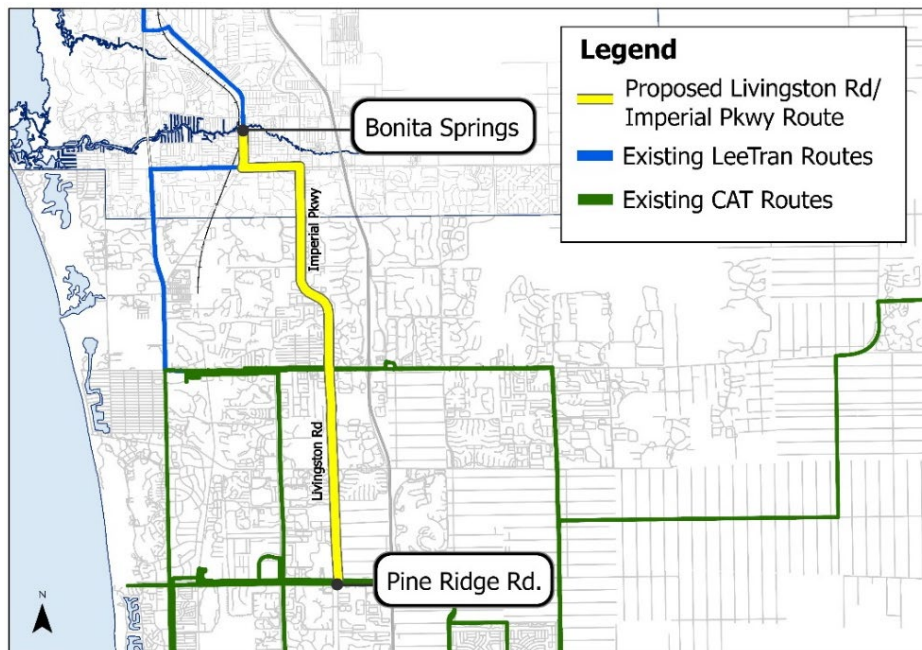 Legend
Proposed Livingston Rd/
Imperial Pkwy Route
Existing LeeTran Routes
Existing CAT Routes
Bonita Springs
Imperial Pkwy
Livingston Rd
Pine Ridge Rd.
N